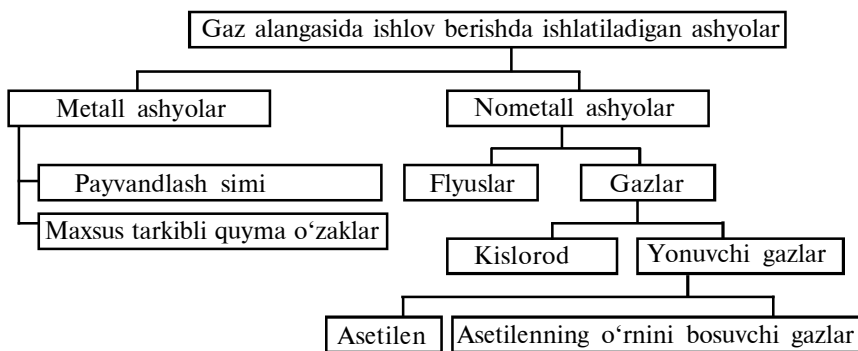 Gaz alangasida ishlov berishda ishlatiladigan ashyolar
Metall ashyolar
Nometall ashyolar
Payvandlash simi
Flyuslar
Gazlar
Maxsus tarkibli quyma o‘zaklar
Kislorod
Yonuvchi gazlar
Asetilen
Asetilenning o‘rnini bosuvchi gazlar